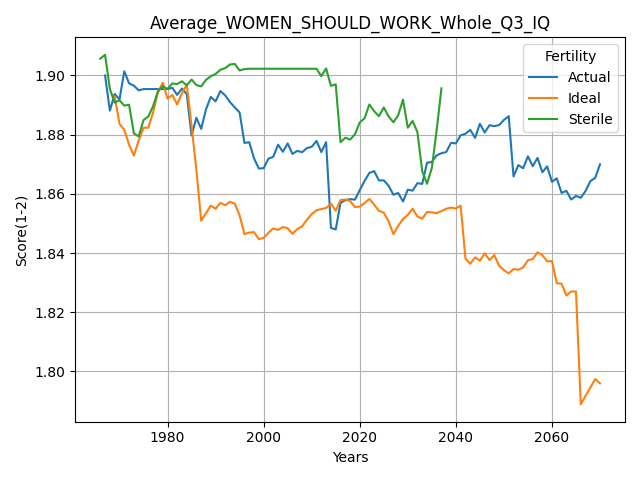 Average_WOMEN_SHOULD_WORK_Whole_Q3_IQ
Fertility
Actual
Ideal
Sterile
Score(1-2)
1.90
1.88
1.86
1.84
1.82
1.80
1980
2000
2020
2040
2060
Years